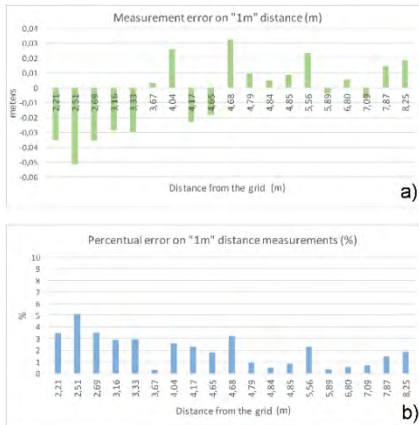 Measurement error on "1m" distance (m)
0,04
0,03
0,02
0,01
0
-0,01
-0,02
-0,03
-0,04
-0,05
-0,06
meters
2,21 2,51 2,69 3,16 3,33 3,67 4,04 4,17 4,65 4,68 4,79 4,84 4,85 5,56 5,89 6,80 7,09 7,87 8,25
Distance from the grid (m)
a)
Percentual error on "1m" distance measurements (%)
10
9
8
7
6
5
4
3
2
1
0
%
2,21 2,51 2,69 3,16 3,33 3,67 4,04 4,17 4,65 4,68 4,79 4,84 4,85 5,56 5,89 6,80 7,09 7,87 8,25
Distance from the grid (m)
b)